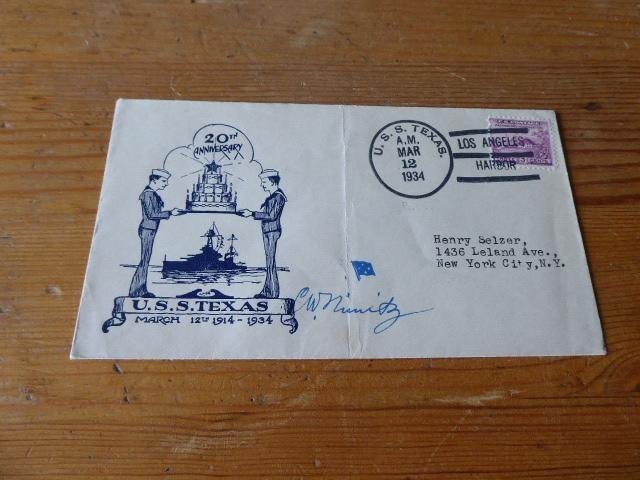 20TH
ANNIVERSARY
U.S.S. TEXAS
MARCH 12TH 1914 - 1934
U. S. S. TEXAS.
A.M.
MAR
12
1934
LOS ANGELES
HARBOR
Henry Selzer,
1436 Leland Ave.,
New York City,N.Y.
C.W. Nimitz